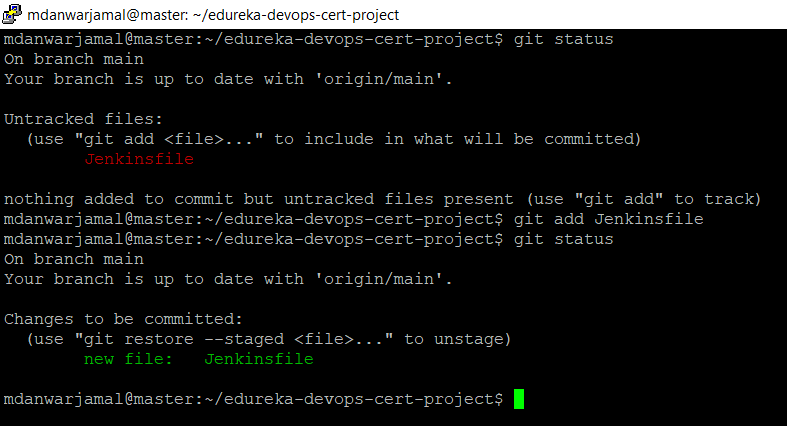 mdanwarjamal@master: ~/edureka-devops-cert-project
mdanwarjamal@master:~/edureka-devops-cert-project$ git status
On branch main
Your branch is up to date with 'origin/main'.
Untracked files:
  (use "git add <file>..." to include in what will be committed)
        Jenkinsfile
nothing added to commit but untracked files present (use "git add" to track)
mdanwarjamal@master:~/edureka-devops-cert-project$ git add Jenkinsfile
mdanwarjamal@master:~/edureka-devops-cert-project$ git status
On branch main
Your branch is up to date with 'origin/main'.
Changes to be committed:
  (use "git restore --staged <file>..." to unstage)
        new file:   Jenkinsfile
mdanwarjamal@master:~/edureka-devops-cert-project$